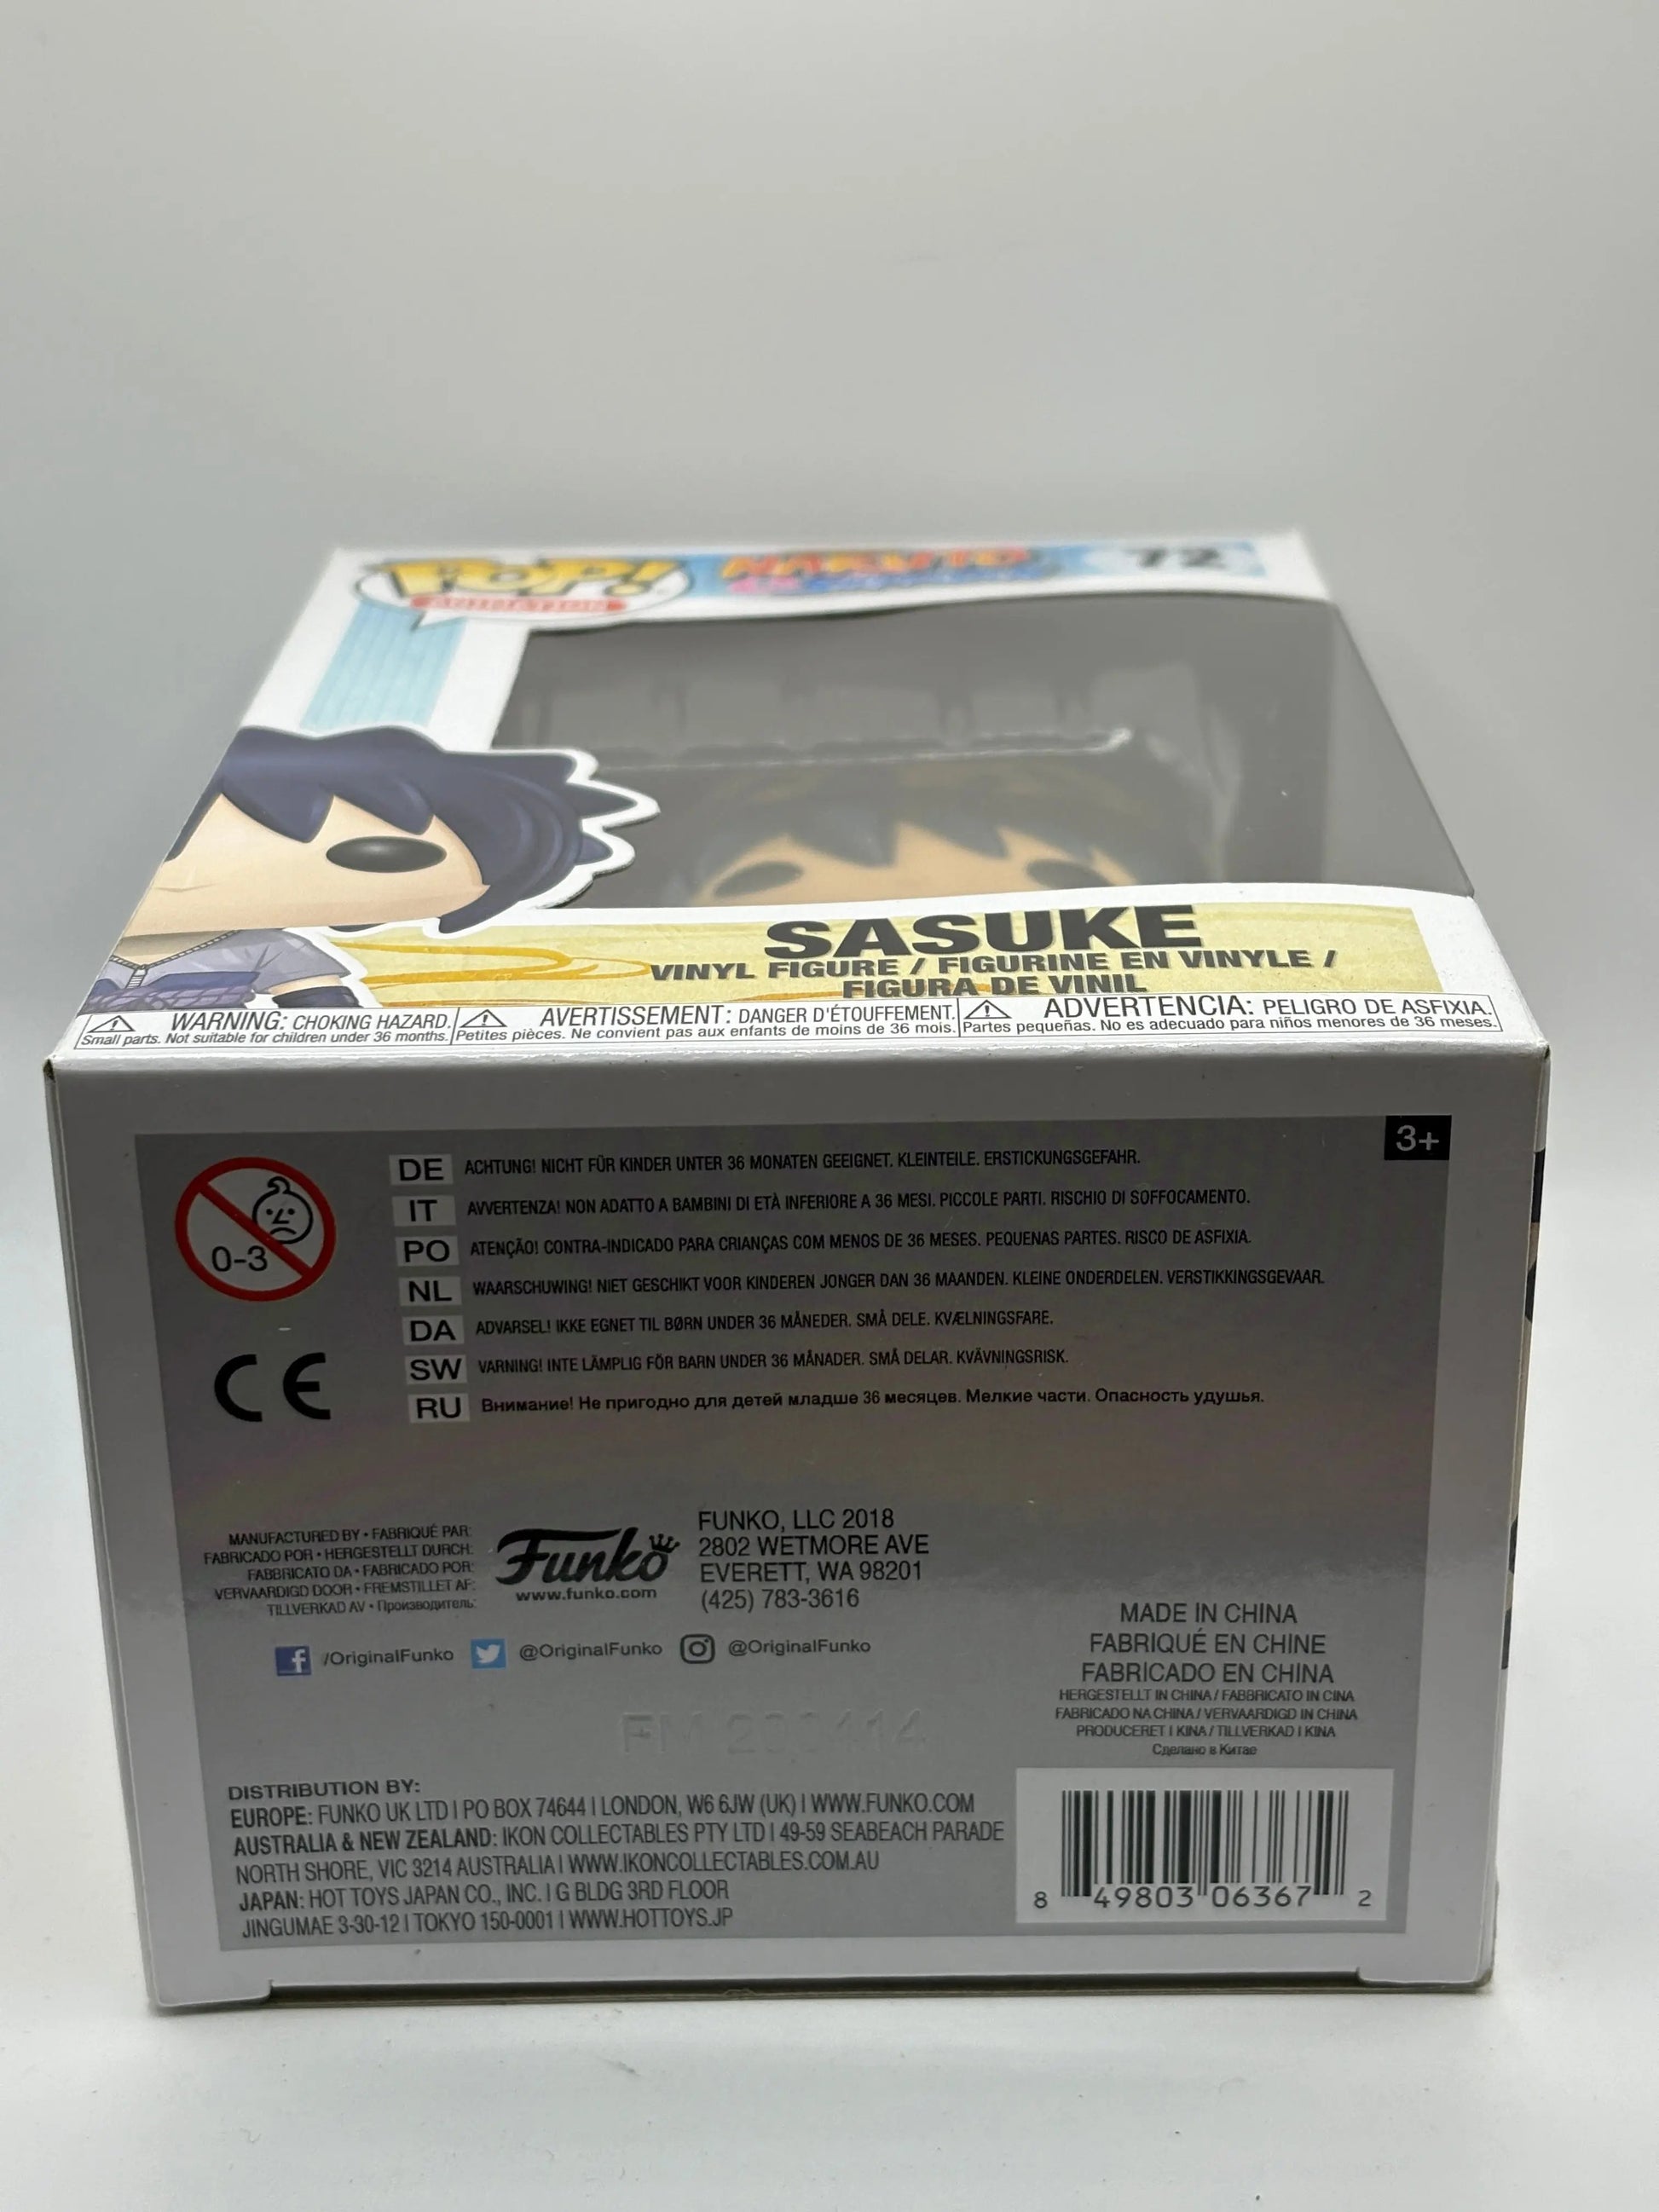 POP!
ANIMATION
NARUTO
72
SASUKE
VINYL FIGURE / FIGURINE EN VINYLE /
FIGURA DE VINIL
WARNING: CHOKING HAZARD.
Small parts. Not suitable for children under 36 months.
AVERTISSEMENT: DANGER D'ÉTOUFFEMENT.
Petites pièces. Ne convient pas aux enfants de moins de 36 mois.
ADVERTENCIA: PELIGRO DE ASFIXIA.
Partes pequeñas. No es adecuado para niños menores de 36 meses.
3+
0-3
DE ACHTUNG! NICHT FÜR KINDER UNTER 36 MONATEN GEEIGNET. KLEINTEILE. ERSTICKUNGSGEFAHR.
IT AVVERTENZA! NON ADATTO A BAMBINI DI ETÀ INFERIORE A 36 MESI. PICCOLE PARTI. RISCHIO DI SOFFOCAMENTO.
PO ATENÇÃO! CONTRA-INDICADO PARA CRIANÇAS COM MENOS DE 36 MESES. PEQUENAS PARTES. RISCO DE ASFIXIA.
NL WAARSCHUWING! NIET GESCHIKT VOOR KINDEREN JONGER DAN 36 MAANDEN. KLEINE ONDERDELEN. VERSTIKKINGSGEVAAR.
DA ADVARSEL! IKKE EGNET TIL BØRN UNDER 36 MÅNEDER. SMÅ DELE. KVÆLNINGSFARE.
SW VARNING! INTE LÄMPLIG FÖR BARN UNDER 36 MÅNADER. SMÅ DELAR. KVÄVNINGSRISK.
RU Внимание! Не пригодно для детей младше 36 месяцев. Мелкие части. Опасность удушья.
CE
MANUFACTURED BY • FABRIQUÉ PAR:
FABRICADO POR • HERGESTELLT DURCH:
FABBRICATO DA • FABRICADO POR:
VERVAARDIGD DOOR • FREMSTILLET AF:
TILLVERKAD AV • Производитель:
Funko
www.funko.com
FUNKO, LLC 2018
2802 WETMORE AVE
EVERETT, WA 98201
(425) 783-3616
/OriginalFunko @OriginalFunko @OriginalFunko
MADE IN CHINA
FABRIQUÉ EN CHINE
FABRICADO EN CHINA
HERGESTELLT IN CHINA / FABBRICATO IN CINA
FABRICADO NA CHINA / VERVAARDIGD IN CHINA
PRODUCERET I KINA / TILLVERKAD I KINA
Сделано в Китае
DISTRIBUTION BY:
EUROPE: FUNKO UK LTD I PO BOX 74644 I LONDON, W6 6JW (UK) I WWW.FUNKO.COM
AUSTRALIA & NEW ZEALAND: IKON COLLECTABLES PTY LTD I 49-59 SEABEACH PARADE
NORTH SHORE, VIC 3214 AUSTRALIA I WWW.IKONCOLLECTABLES.COM.AU
JAPAN: HOT TOYS JAPAN CO., INC. I G BLDG 3RD FLOOR
JINGUMAE 3-30-12 I TOKYO 150-0001 I WWW.HOTTOYS.JP
8 49803 06367 2